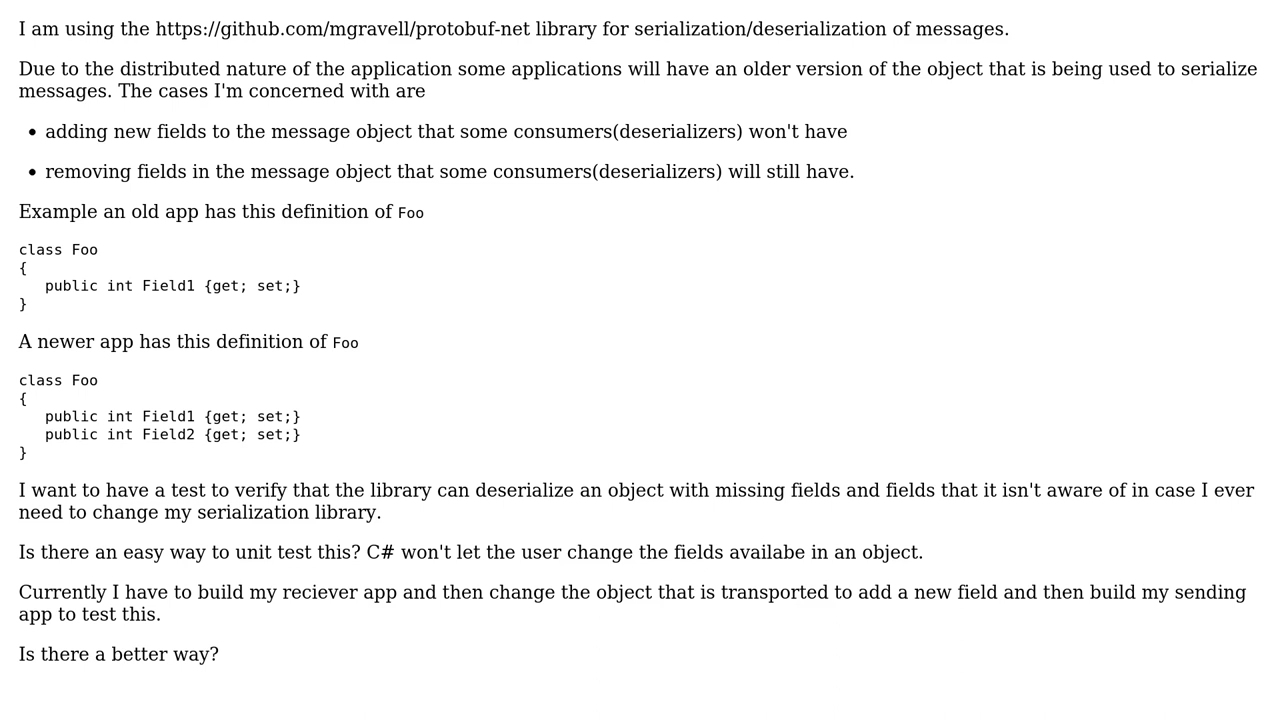 I am using the https://github.com/mgravell/protobuf-net library for serialization/deserialization of messages.
Due to the distributed nature of the application some applications will have an older version of the object that is being used to serialize
messages. The cases I'm concerned with are
• adding new fields to the message object that some consumers(deserializers) won't have
• removing fields in the message object that some consumers(deserializers) will still have.
Example an old app has this definition of Foo
class Foo
{
   public int Field1 {get; set;}
}
A newer app has this definition of Foo
class Foo
{
   public int Field1 {get; set;}
   public int Field2 {get; set;}
}
I want to have a test to verify that the library can deserialize an object with missing fields and fields that it isn't aware of in case I ever
need to change my serialization library.
Is there an easy way to unit test this? C# won't let the user change the fields availabe in an object.
Currently I have to build my reciever app and then change the object that is transported to add a new field and then build my sending
app to test this.
Is there a better way?